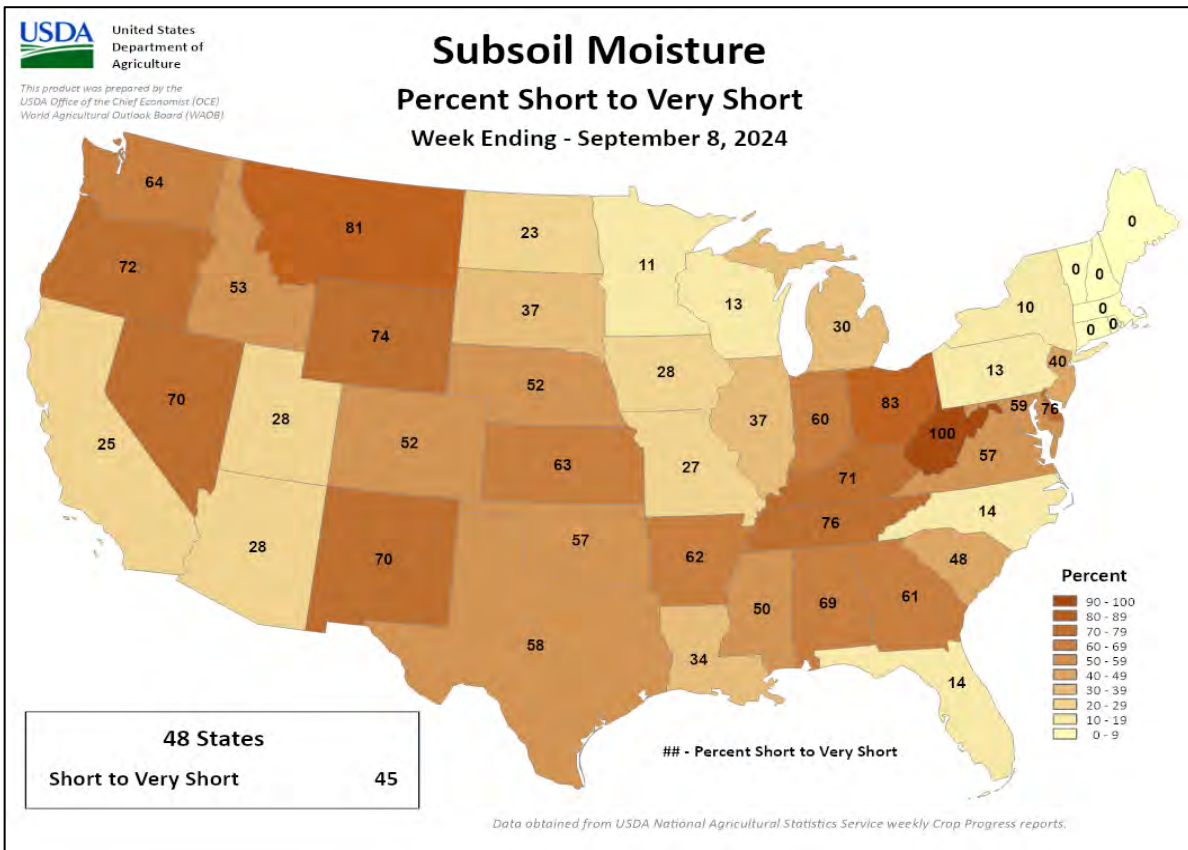 USDA
United States
Department of
Agriculture
This product was prepared by the
USDA Office of the Chief Economist (OCE)
World Agricultural Outlook Board (WAOB)
Subsoil Moisture
Percent Short to Very Short
Week Ending - September 8, 2024
64
81
23
11
0
72
53
37
13
30
10
0
0
0
0
0
74
28
13
40
70
28
52
52
37
60
83
59
76
25
63
27
100
57
71
28
70
57
62
76
14
50
69
61
48
58
34
14
Percent
90 - 100
80 - 89
70 - 79
60 - 69
50 - 59
40 - 49
30 - 39
20 - 29
10 - 19
0 - 9
48 States
Short to Very Short 45
## - Percent Short to Very Short
Data obtained from USDA National Agricultural Statistics Service weekly Crop Progress reports.